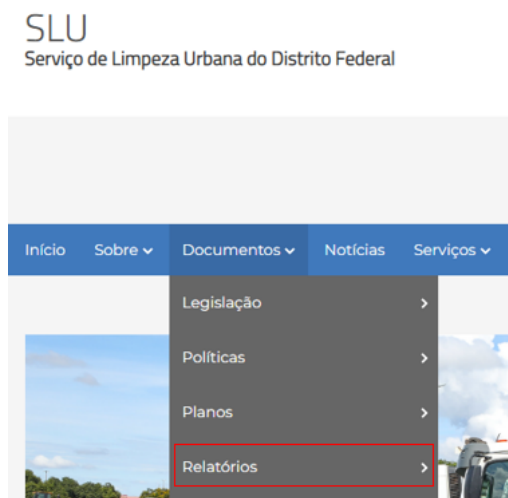 SLU
Serviço de Limpeza Urbana do Distrito Federal
Início Sobre Documentos Notícias Serviços
Legislação
Políticas
Planos
Relatórios